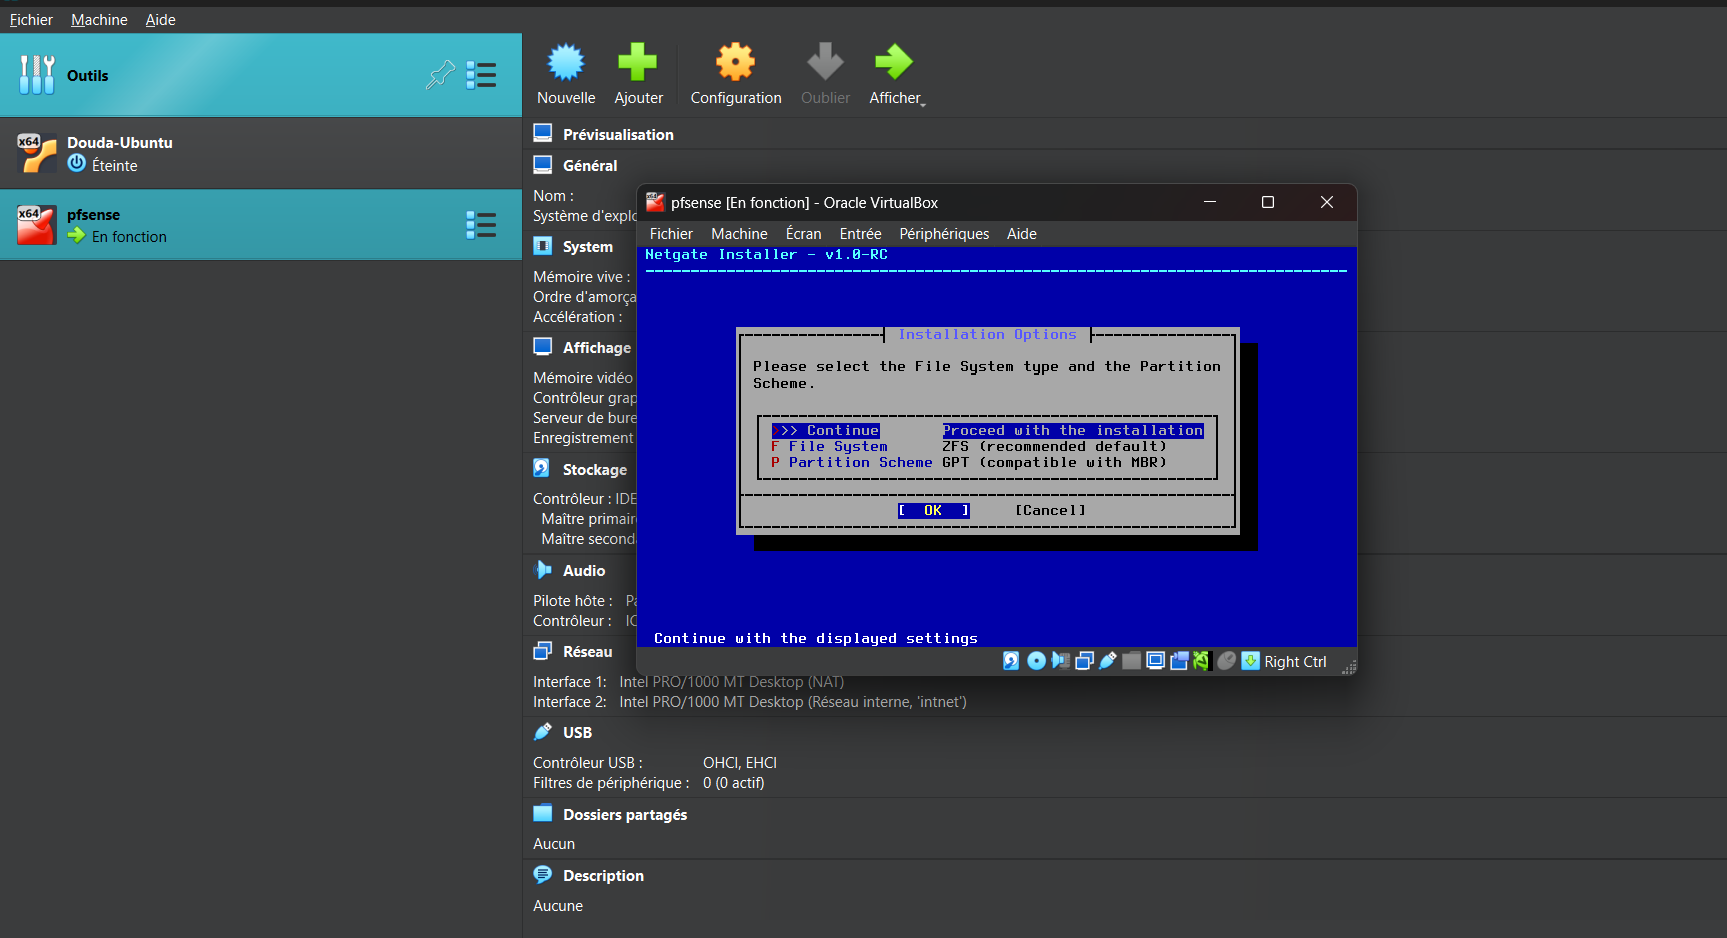 Fichier Machine Aide
Outils
Nouvelle Ajouter Configuration Oublier Afficher
x64 Douda-Ubuntu
Éteinte
x64 pfsense
En fonction
Prévisualisation
Général
Nom :
Système d'explo
System
Mémoire vive :
Ordre d'amorça
Accélération :
Affichage
Mémoire vidéo
Contrôleur grap
Serveur de bure
Enregistrement
Stockage
Contrôleur : IDE
Maître primair
Maître second
Audio
Pilote hôte : Pa
Contrôleur : IC
Réseau
Interface 1: Intel PRO/1000 MT Desktop (NAT)
Interface 2: Intel PRO/1000 MT Desktop (Réseau interne, 'intnet')
USB
Contrôleur USB : OHCI, EHCI
Filtres de périphérique : 0 (0 actif)
Dossiers partagés
Aucun
Description
Aucune
x64 pfsense [En fonction] - Oracle VirtualBox
Fichier Machine Écran Entrée Périphériques Aide
Netgate Installer - v1.0-RC
Installation Options
Please select the File System type and the Partition
Scheme.
>>> Continue Proceed with the installation
F File System ZFS (recommended default)
P Partition Scheme GPT (compatible with MBR)
[ OK ] [Cancel]
Continue with the displayed settings
Right Ctrl